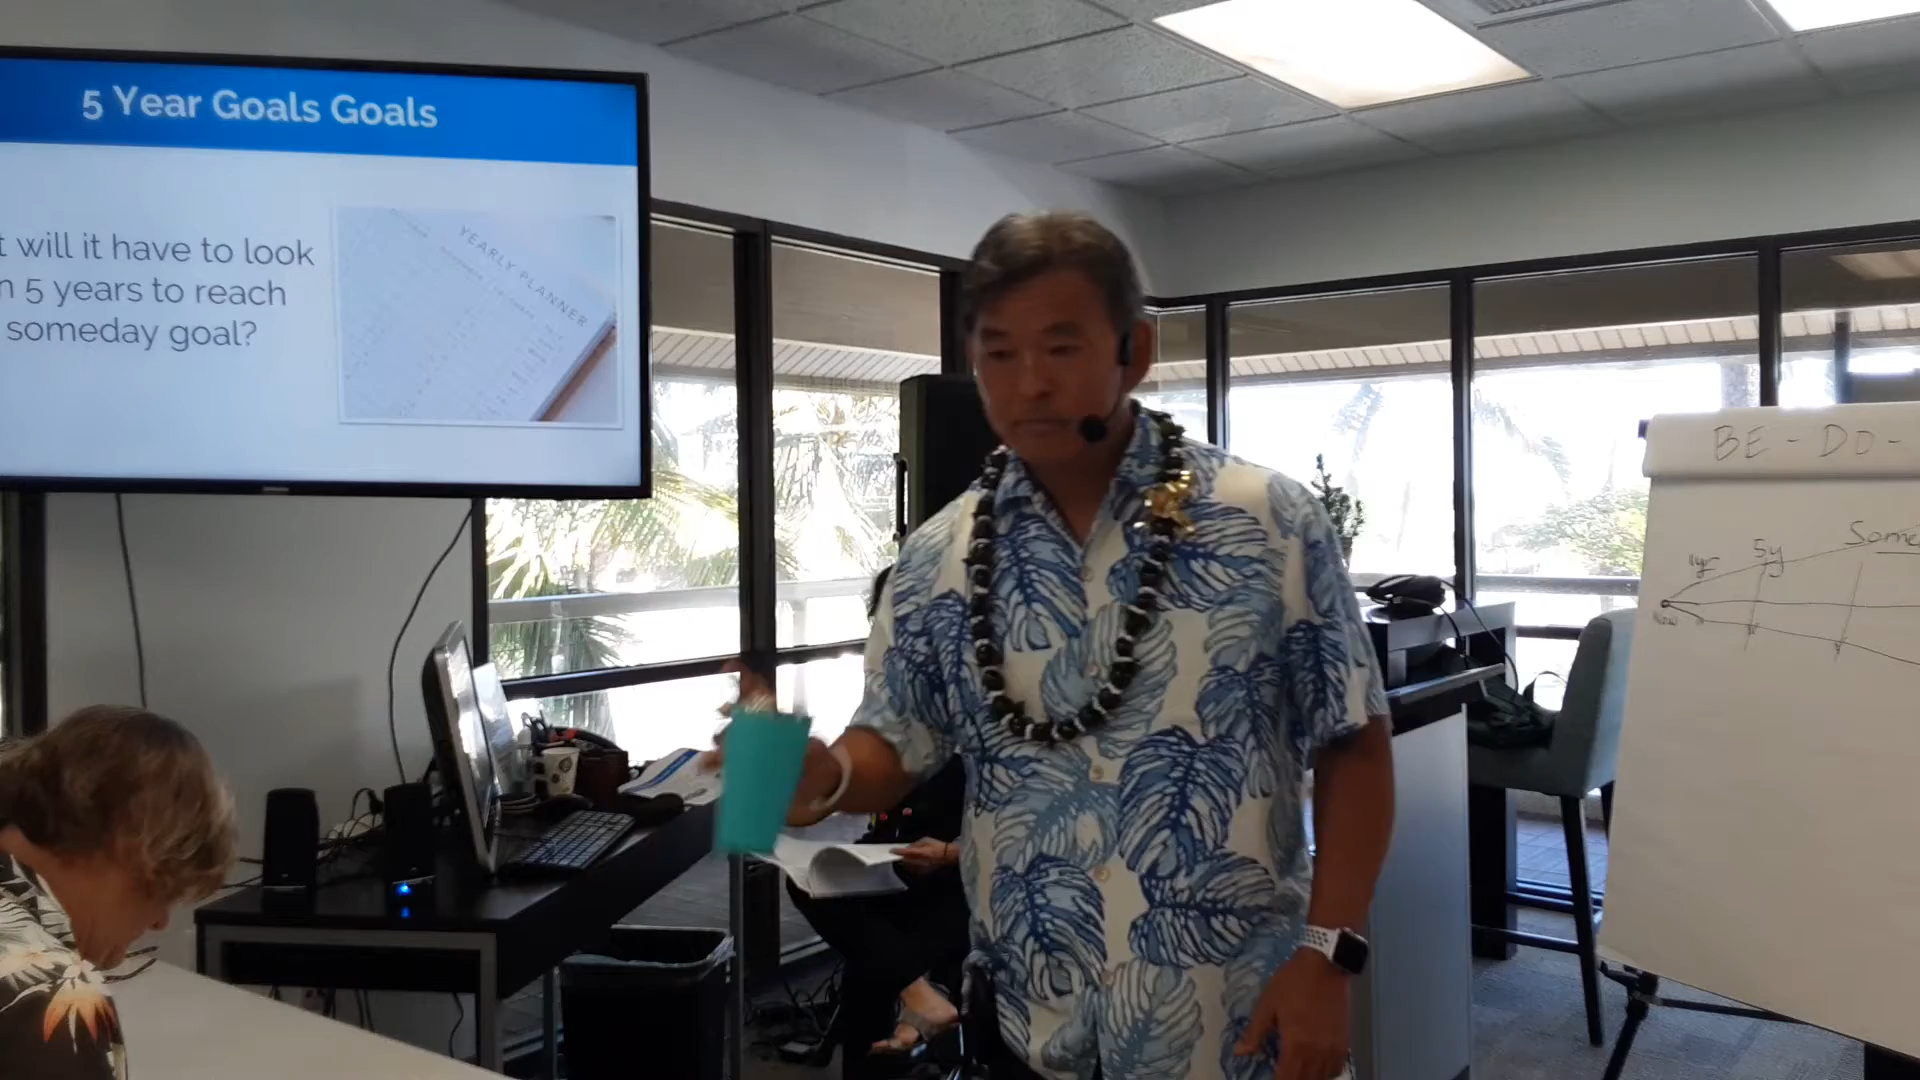 5 Year Goals Goals
t will it have to look
n 5 years to reach
someday goal?
YEARLY PLANNER
BE - DO -
1yr
5y
Some
Now